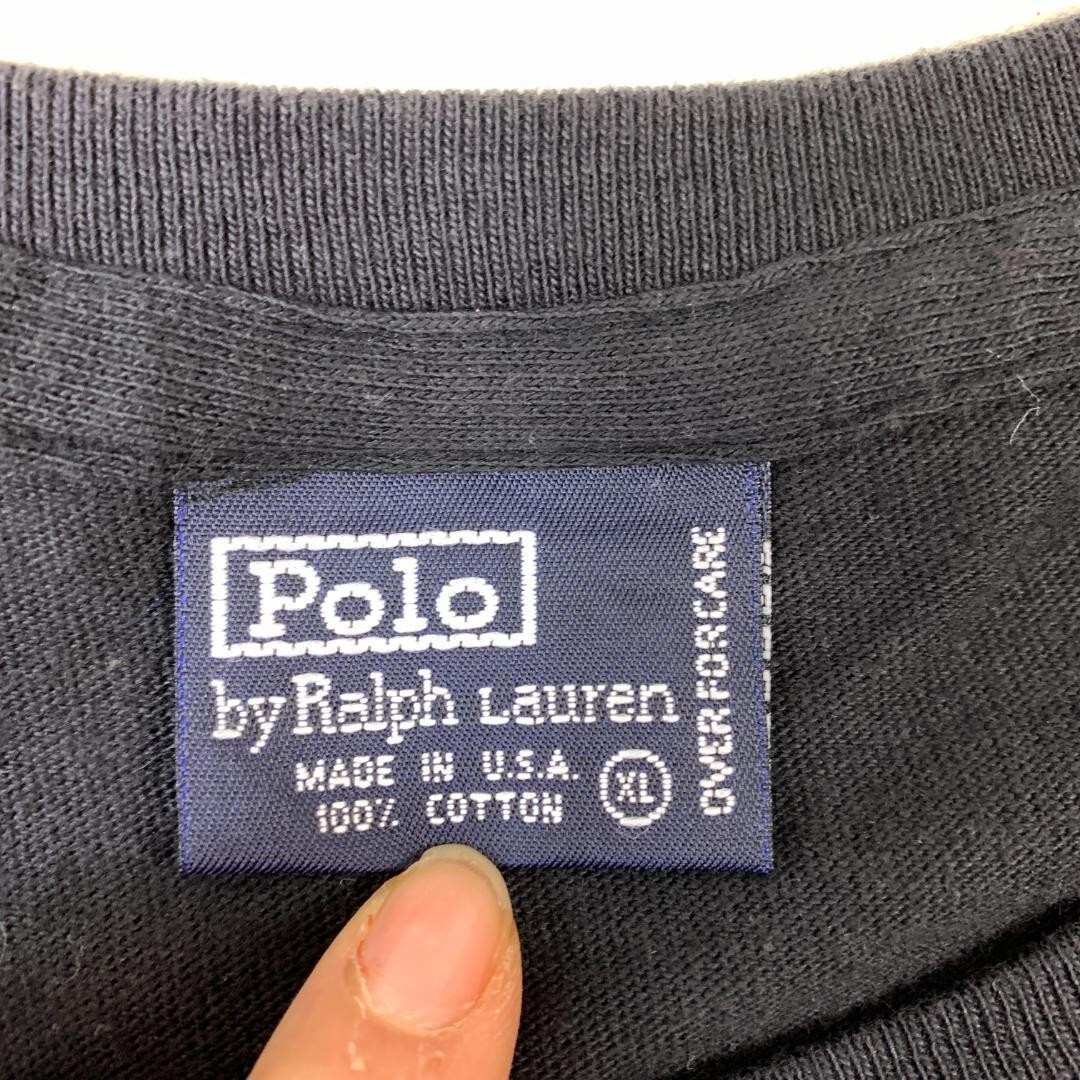 Polo
by Ralph Lauren
MADE IN U.S.A.
100% COTTON
XL
OVER FOR CARE